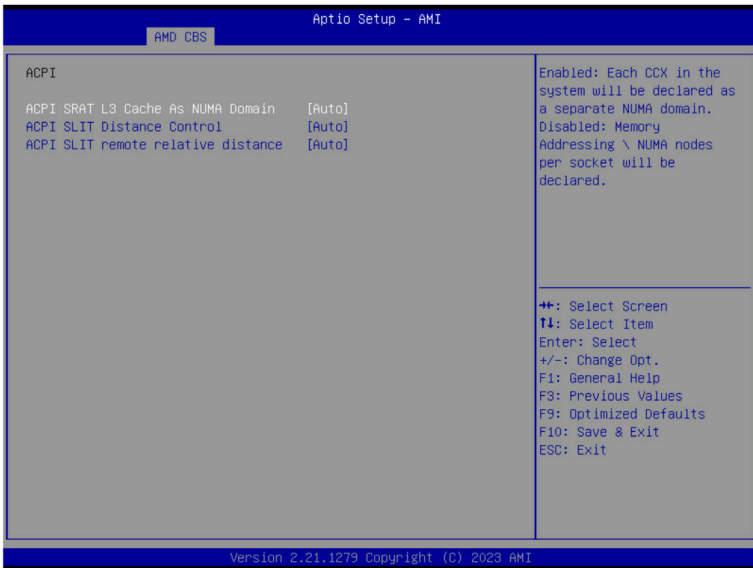 Aptio Setup - AMI
AMD CBS
ACPI
ACPI SRAT L3 Cache As NUMA Domain [Auto]
ACPI SLIT Distance Control [Auto]
ACPI SLIT remote relative distance [Auto]
Enabled: Each CCX in the
system will be declared as
a separate NUMA domain.
Disabled: Memory
Addressing \ NUMA nodes
per socket will be
declared.
→←: Select Screen
↑↓: Select Item
Enter: Select
+/-: Change Opt.
F1: General Help
F3: Previous Values
F9: Optimized Defaults
F10: Save & Exit
ESC: Exit
Version 2.21.1279 Copyright (C) 2023 AMI